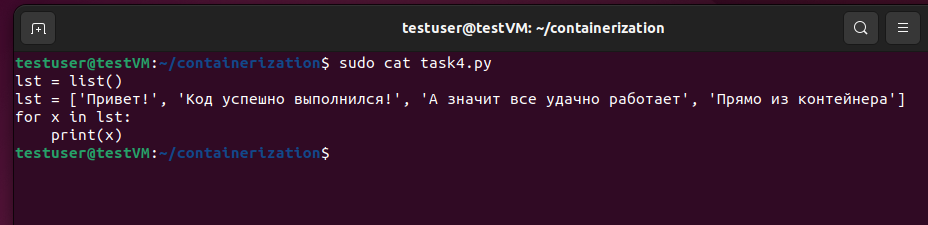 testuser@testVM: ~/containerization
testuser@testVM:~/containerization$ sudo cat task4.py
lst = list()
lst = ['Привет!', 'Код успешно выполнился!', 'А значит все удачно работает', 'Прямо из контейнера']
for x in lst:
    print(x)
testuser@testVM:~/containerization$